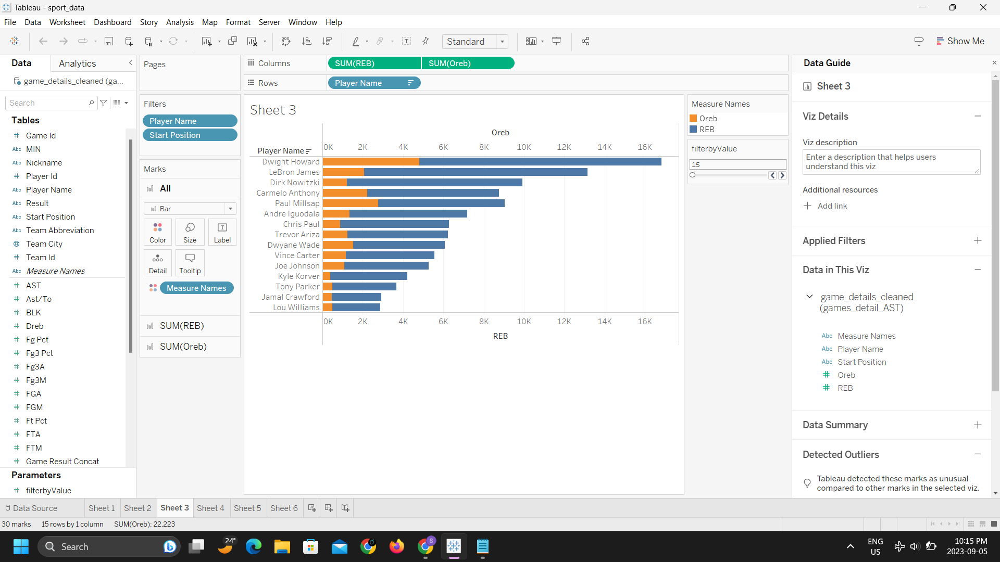 Tableau - sport_data
File Data Worksheet Dashboard Story Analysis Map Format Server Window Help
Standard
Show Me
Data Analytics
game_details_cleaned (ga...
Search
Tables
# Game Id
Abc MIN
Abc Nickname
# Player Id
Abc Player Name
Abc Result
Abc Start Position
Abc Team Abbreviation
Team City
# Team Id
Abc Measure Names
# AST
# Ast/To
# BLK
# Dreb
# Fg Pct
# Fg3 Pct
# Fg3A
# Fg3M
# FGA
# FGM
# Ft Pct
# FTA
# FTM
# Game Result Concat
Parameters
# filterbyValue
Pages
Filters
Player Name
Start Position
Marks
All
Bar
Color Size Label
Detail Tooltip
Measure Names
SUM(REB)
SUM(Oreb)
Columns SUM(REB) SUM(Oreb)
Rows Player Name
Sheet 3
Oreb
Player Name 0K 2K 4K 6K 8K 10K 12K 14K 16K
Dwight Howard
LeBron James
Dirk Nowitzki
Carmelo Anthony
Paul Millsap
Andre Iguodala
Chris Paul
Trevor Ariza
Dwyane Wade
Vince Carter
Joe Johnson
Kyle Korver
Tony Parker
Jamal Crawford
Lou Williams
0K 2K 4K 6K 8K 10K 12K 14K 16K
REB
Measure Names
Oreb
REB
filterbyValue
15
Data Guide
Sheet 3
Viz Details
Viz description
Enter a description that helps users
understand this viz
Additional resources
Add link
Applied Filters
Data in This Viz
game_details_cleaned
(games_detail_AST)
Abc Measure Names
Abc Player Name
Abc Start Position
# Oreb
# REB
Data Summary
Detected Outliers
Tableau detected these marks as unusual
compared to other marks in the selected viz.
Data Source Sheet 1 Sheet 2 Sheet 3 Sheet 4 Sheet 5 Sheet 6
30 marks 15 rows by 1 column SUM(Oreb): 22,223
Search
24°
S
ENG
US
10:15 PM
2023-09-05